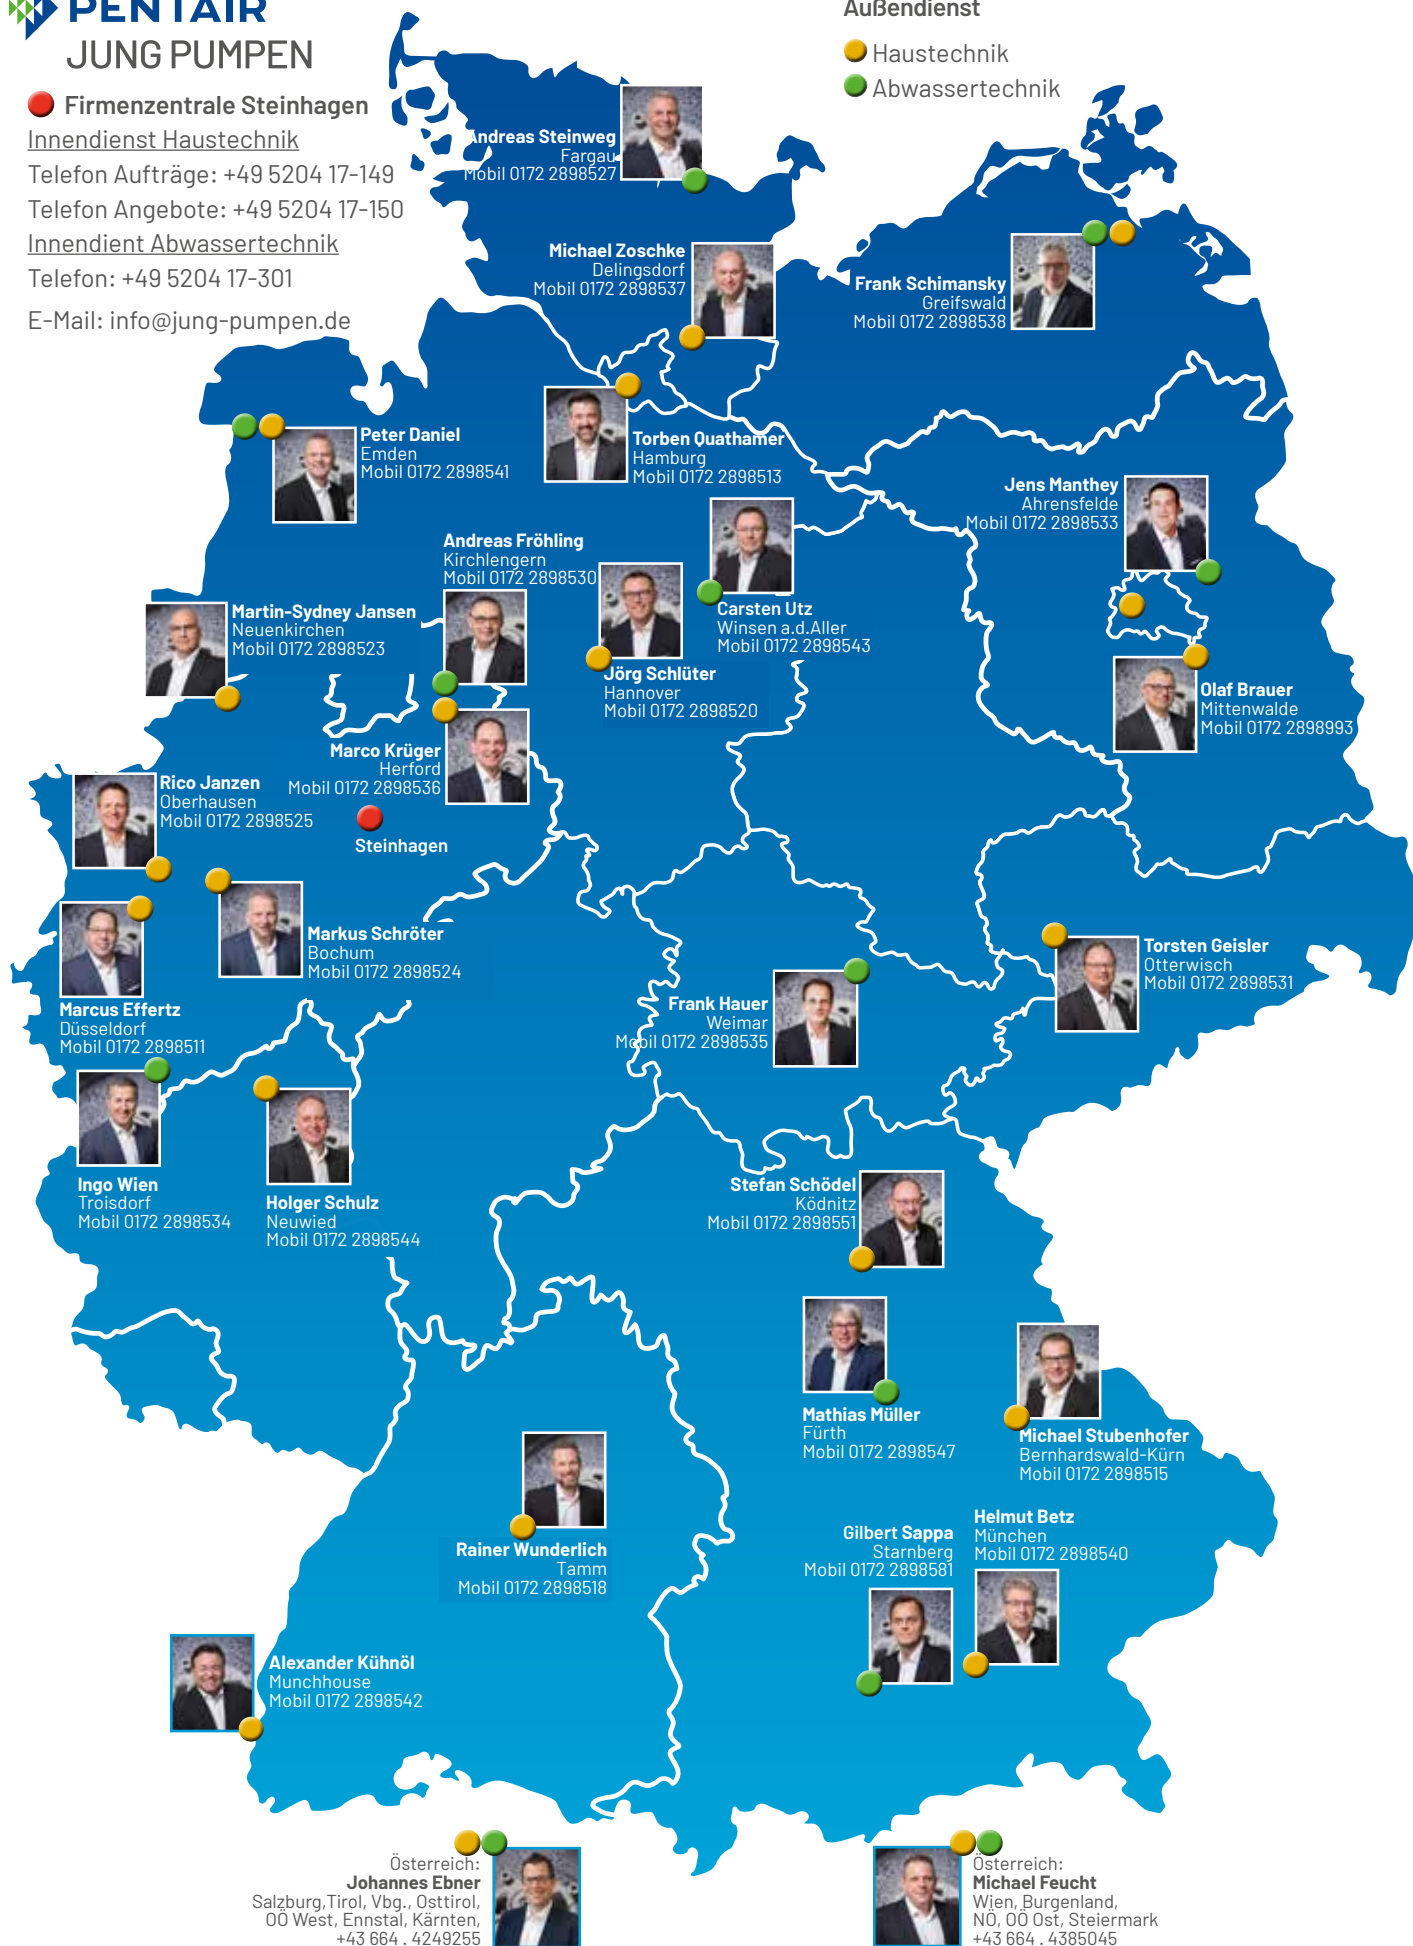 PENTAIR
JUNG PUMPEN
Firmenzentrale Steinhagen
Innendienst Haustechnik
Telefon Aufträge: +49 5204 17-149
Telefon Angebote: +49 5204 17-150
Innendient Abwassertechnik
Telefon: +49 5204 17-301
E-Mail: info@jung-pumpen.de
Außendienst
Haustechnik
Abwassertechnik
Andreas Steinweg
Fargau
Mobil 0172 2898527
Michael Zoschke
Delingsdorf
Mobil 0172 2898537
Frank Schimansky
Greifswald
Mobil 0172 2898538
Peter Daniel
Emden
Mobil 0172 2898541
Torben Quathamer
Hamburg
Mobil 0172 2898513
Jens Manthey
Ahrensfelde
Mobil 0172 2898533
Andreas Fröhling
Kirchlengern
Mobil 0172 2898530
Carsten Utz
Winsen a.d.Aller
Mobil 0172 2898543
Martin-Sydney Jansen
Neuenkirchen
Mobil 0172 2898523
Jörg Schlüter
Hannover
Mobil 0172 2898520
Olaf Brauer
Mittenwalde
Mobil 0172 2898993
Marco Krüger
Herford
Mobil 0172 2898536
Rico Janzen
Oberhausen
Mobil 0172 2898525
Steinhagen
Markus Schröter
Bochum
Mobil 0172 2898524
Torsten Geisler
Otterwisch
Mobil 0172 2898531
Marcus Effertz
Düsseldorf
Mobil 0172 2898511
Frank Hauer
Weimar
Mobil 0172 2898535
Ingo Wien
Troisdorf
Mobil 0172 2898534
Holger Schulz
Neuwied
Mobil 0172 2898544
Stefan Schödel
Ködnitz
Mobil 0172 2898551
Mathias Müller
Fürth
Mobil 0172 2898547
Michael Stubenhofer
Bernhardswald-Kürn
Mobil 0172 2898515
Rainer Wunderlich
Tamm
Mobil 0172 2898518
Gilbert Sappa
Starnberg
Mobil 0172 2898581
Helmut Betz
München
Mobil 0172 2898540
Alexander Kühnöl
Munchhouse
Mobil 0172 2898542
Österreich:
Johannes Ebner
Salzburg,Tirol, Vbg., Osttirol,
OÖ West, Ennstal, Kärnten,
+43 664 . 4249255
Österreich:
Michael Feucht
Wien, Burgenland,
NÖ, OÖ Ost, Steiermark
+43 664 . 4385045